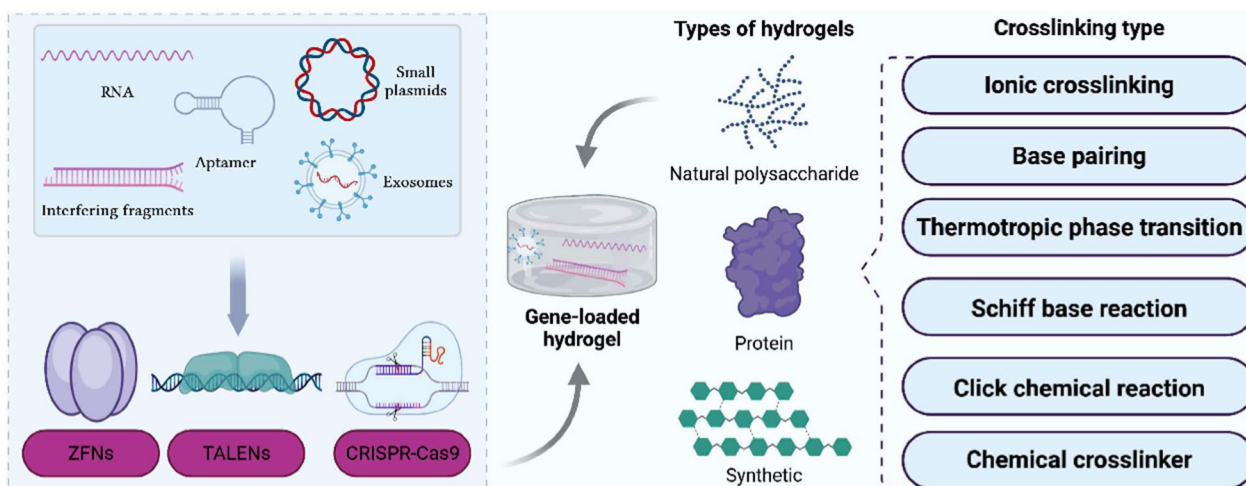 RNA
Small
plasmids
Aptamer
Exosomes
Interfering fragments
ZFNs
TALENs
CRISPR-Cas9
Gene-loaded
hydrogel
Types of hydrogels
Natural polysaccharide
Protein
Synthetic
Crosslinking type
Ionic crosslinking
Base pairing
Thermotropic phase transition
Schiff base reaction
Click chemical reaction
Chemical crosslinker